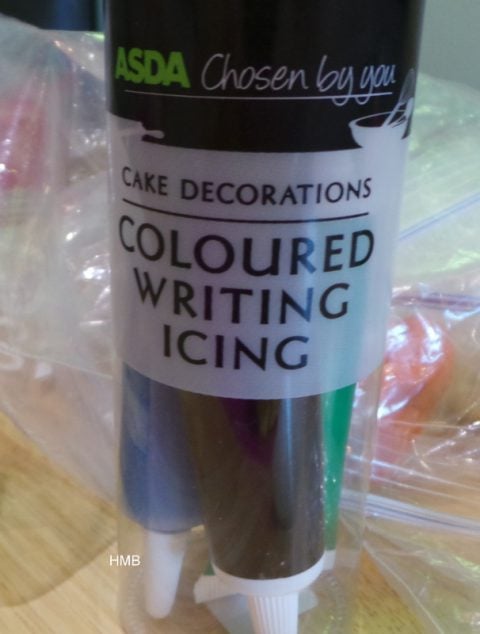 ASDA Chosen by you
CAKE DECORATIONS
COLOURED
WRITING
ICING
HMB